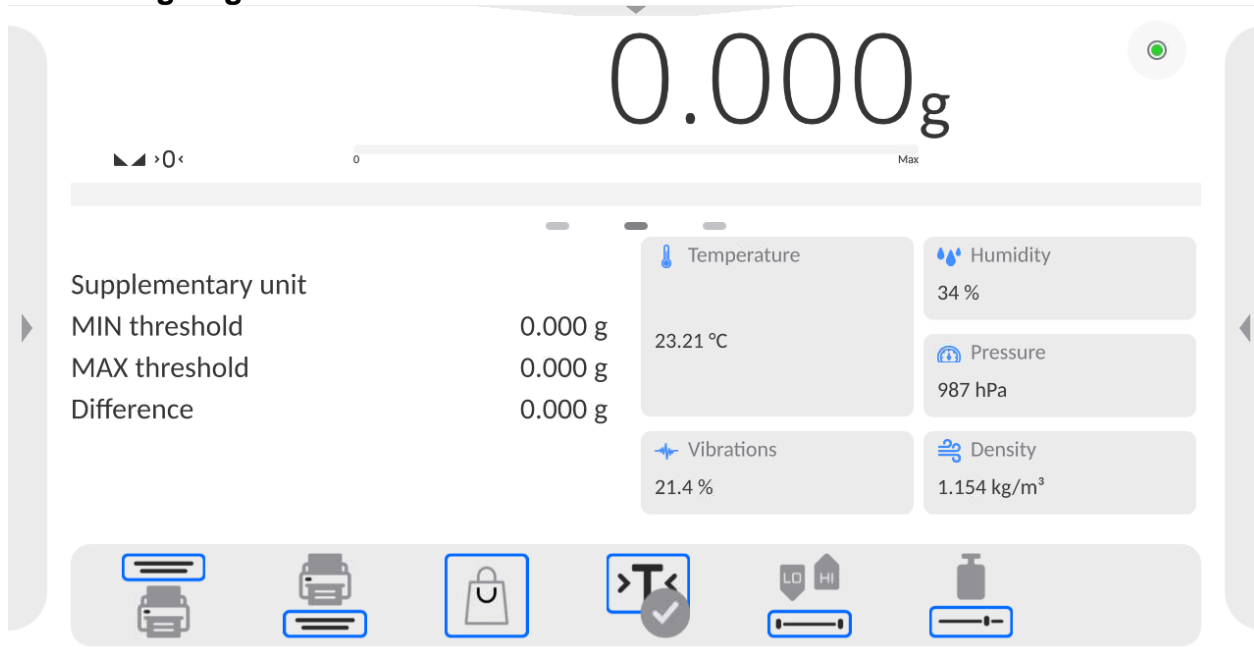 0.000 g
>0<
0 Max
Supplementary unit
MIN threshold 0.000 g
MAX threshold 0.000 g
Difference 0.000 g
Temperature
23.21 °C
Humidity
34 %
Pressure
987 hPa
Vibrations
21.4 %
Density
1.154 kg/m³
>T<
LO HI